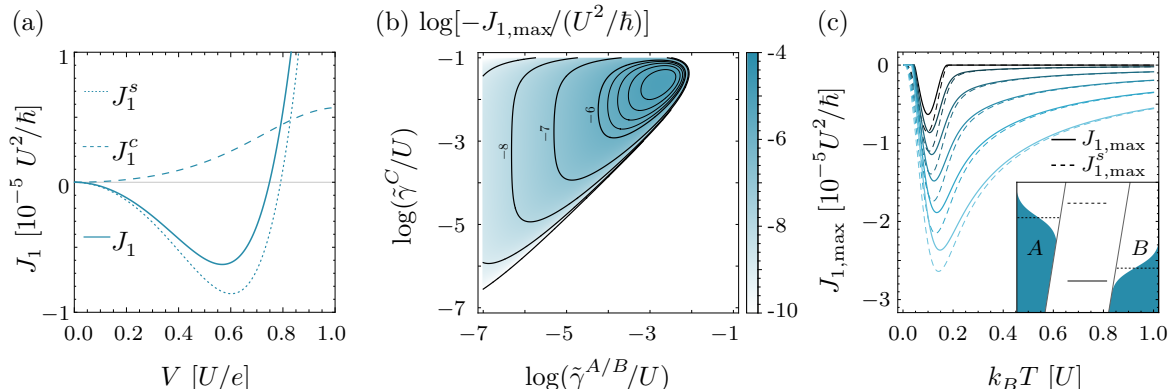 (a)
J₁ [10⁻⁵ U²/ħ]
1
0
−1
J₁ˢ
J₁ᶜ
J₁
0.0 0.2 0.4 0.6 0.8 1.0
V [U/e]
(b) log[−J₁,max/(U²/ħ)]
log(γ̃ᶜ/U)
−1
−3
−5
−7
−8
−7
−6
−7 −5 −3 −1
log(γ̃ᴬ/ᴮ/U)
−4
−6
−8
−10
(c)
J₁,max [10⁻⁵U²/ħ]
0
−1
−2
−3
J₁,max
Jˢ₁,max
A
B
0.0 0.2 0.4 0.6 0.8 1.0
k_BT [U]